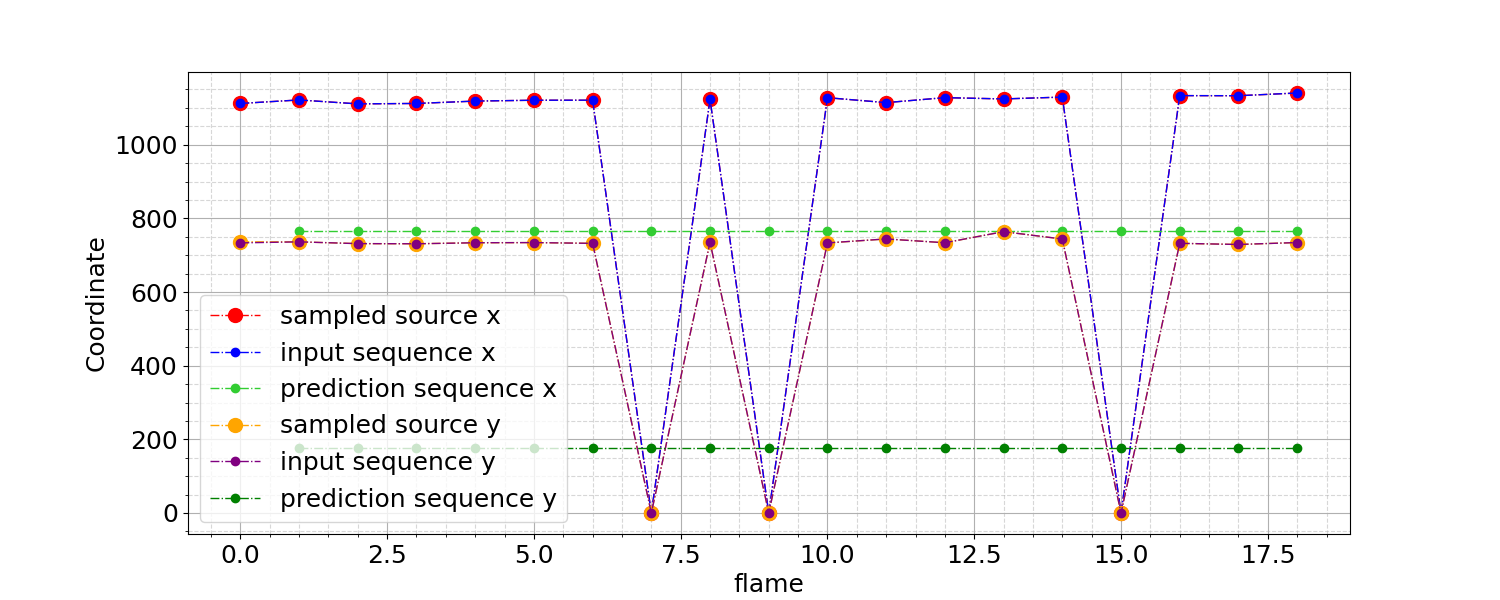 1000
800
600
400
200
0
Coordinate
sampled source x
input sequence x
prediction sequence x
sampled source y
input sequence y
prediction sequence y
0.0 2.5 5.0 7.5 10.0 12.5 15.0 17.5
flame